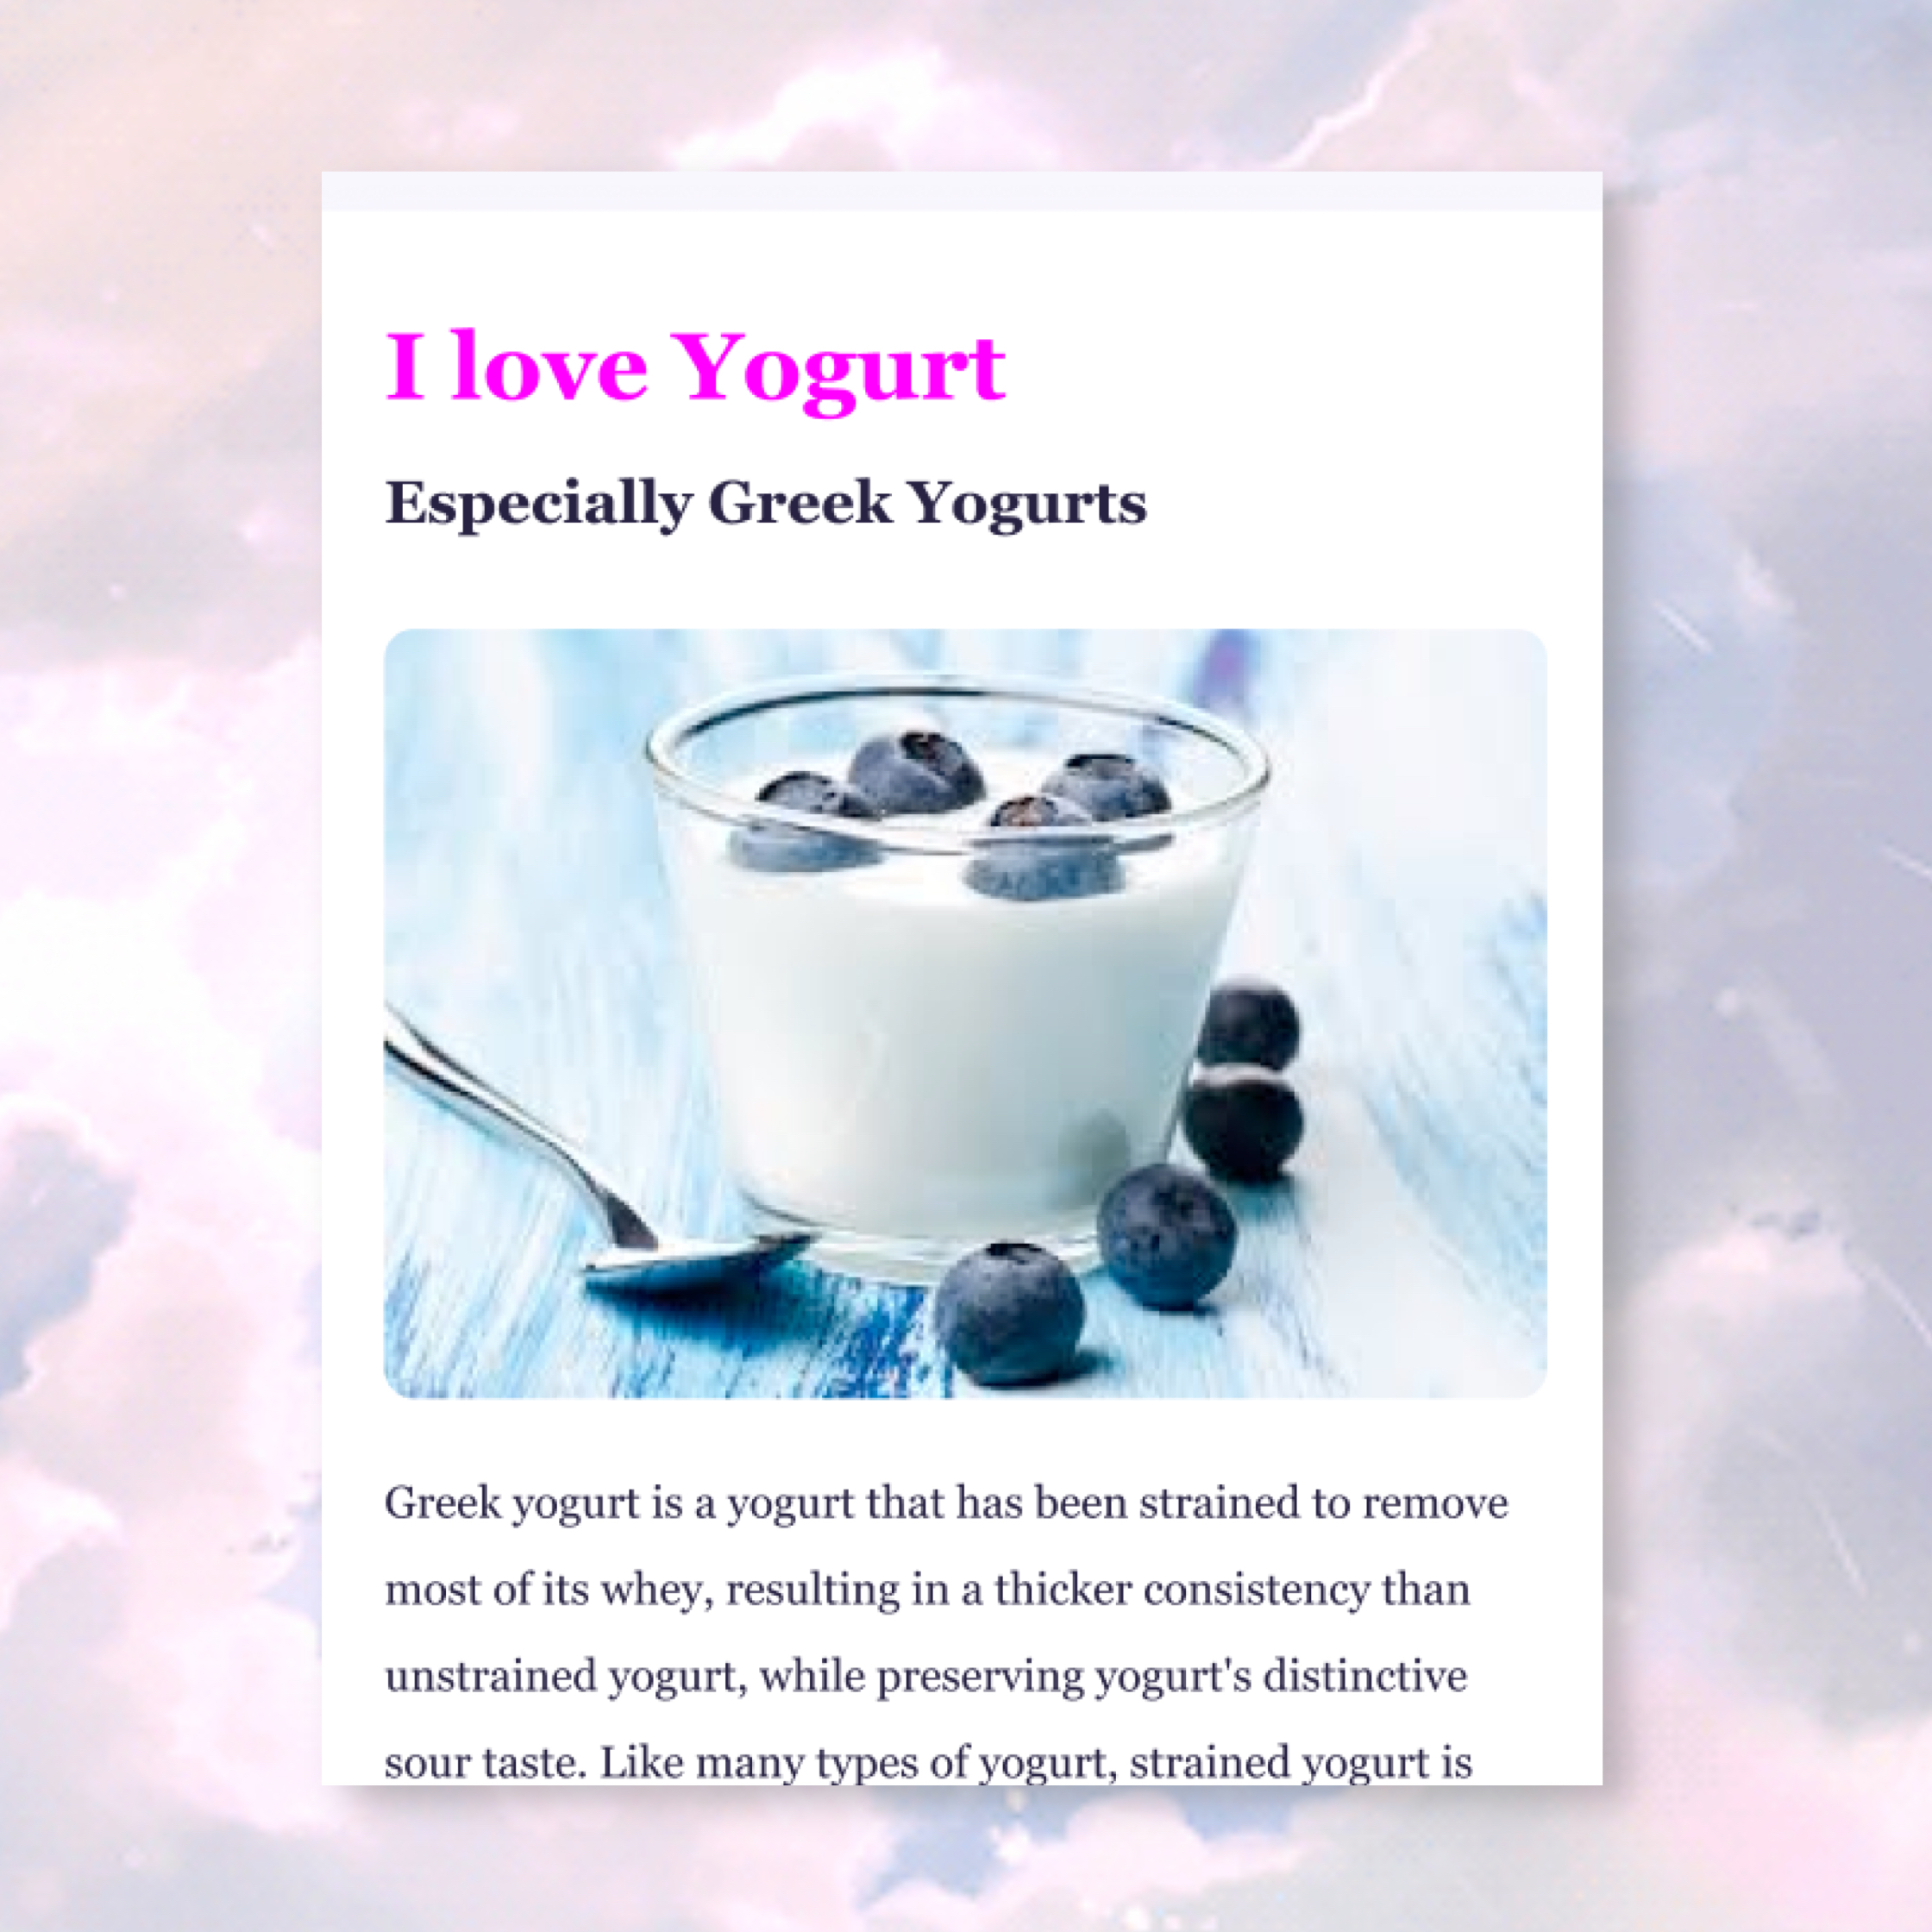 I love Yogurt
Especially Greek Yogurts
Greek yogurt is a yogurt that has been strained to remove
most of its whey, resulting in a thicker consistency than
unstrained yogurt, while preserving yogurt's distinctive
sour taste. Like many types of yogurt, strained yogurt is